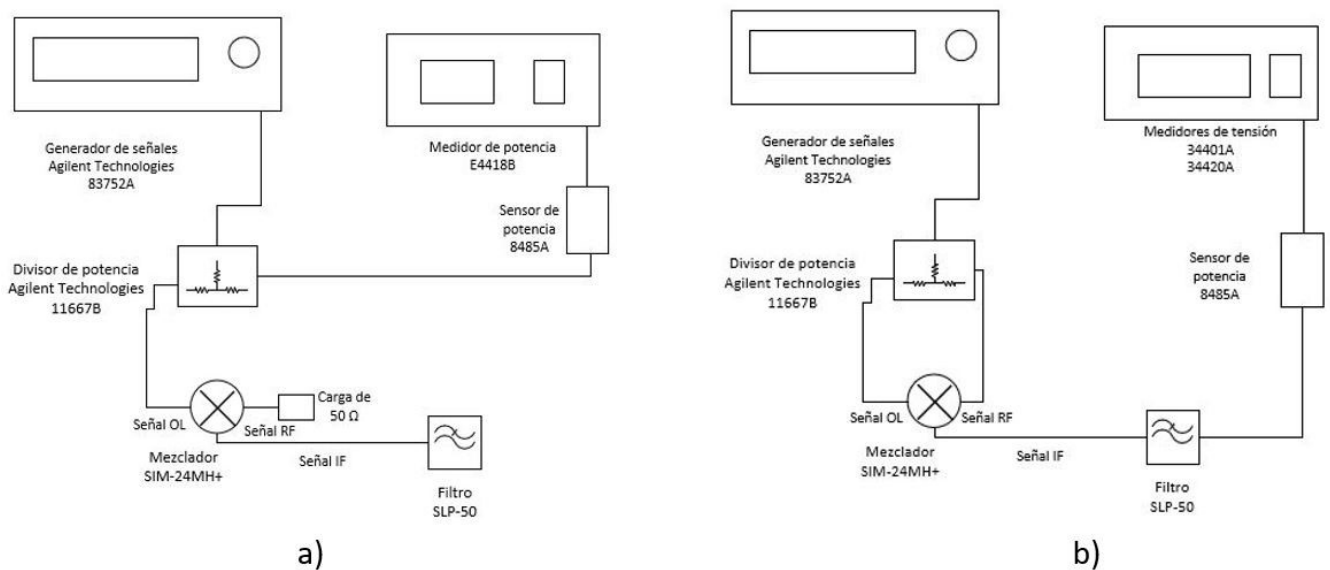 Generador de señales
Agilent Technologies
83752A
Medidor de potencia
E4418B
Sensor de
potencia
8485A
Divisor de potencia
Agilent Technologies
11667B
Carga de
50 Ω
Señal OL
Señal RF
Mezclador
SIM-24MH+
Señal IF
Filtro
SLP-50
a)
Generador de señales
Agilent Technologies
83752A
Medidores de tensión
34401A
34420A
Divisor de potencia
Agilent Technologies
11667B
Sensor de
potencia
8485A
Señal OL
Señal RF
Mezclador
SIM-24MH+
Señal IF
Filtro
SLP-50
b)